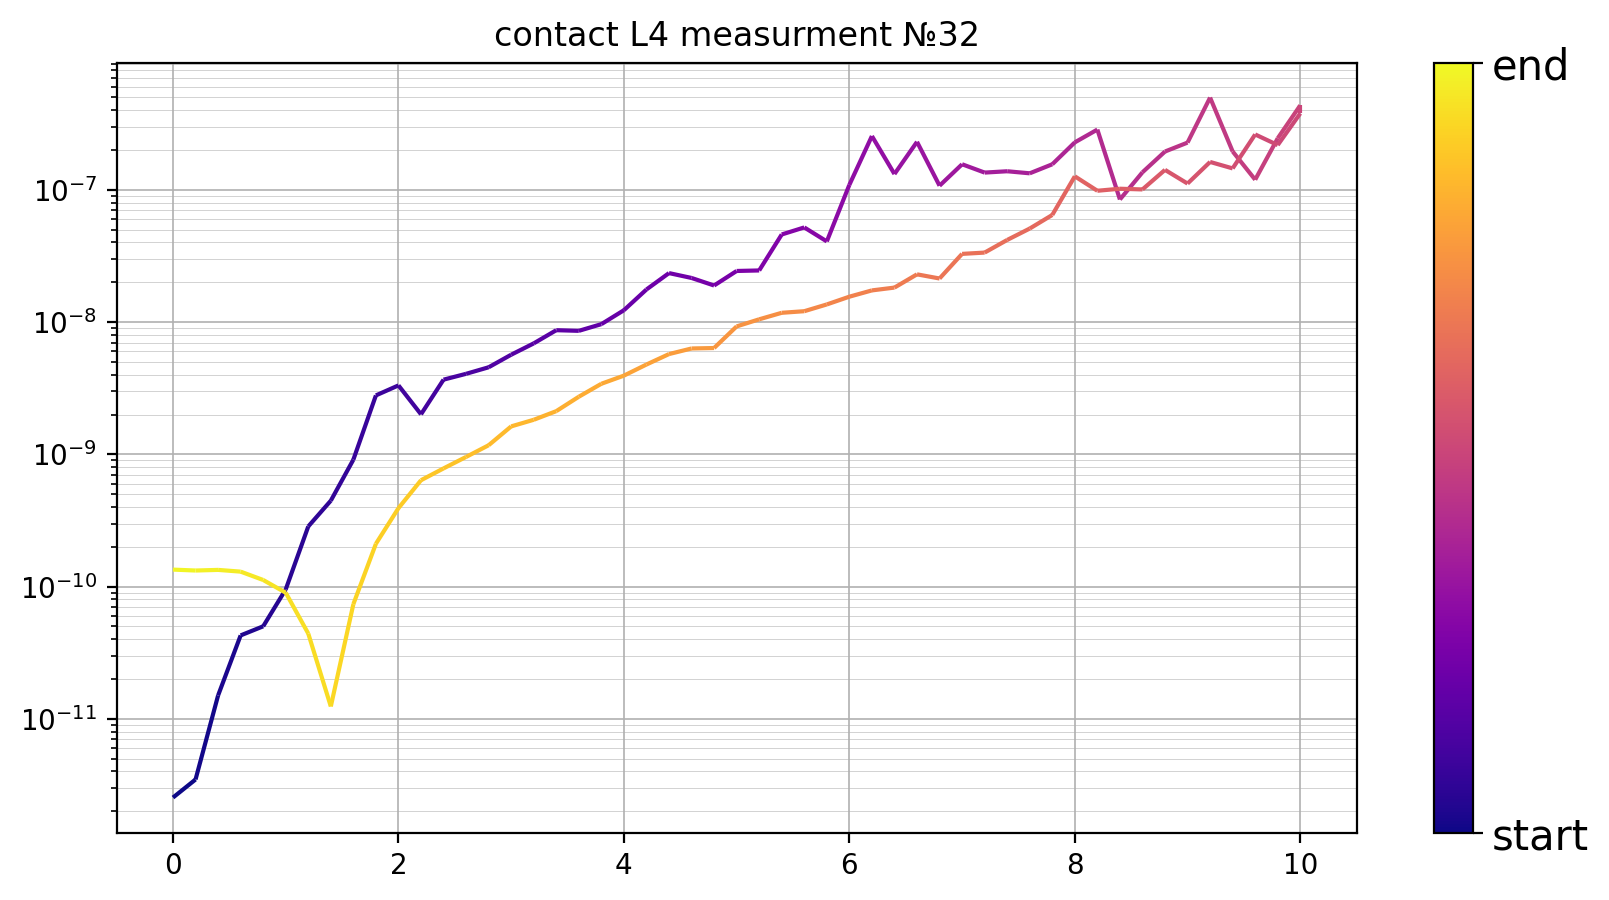 contact L4 measurment №32
10⁻⁷
10⁻⁸
10⁻⁹
10⁻¹⁰
10⁻¹¹
0 2 4 6 8 10
end
start